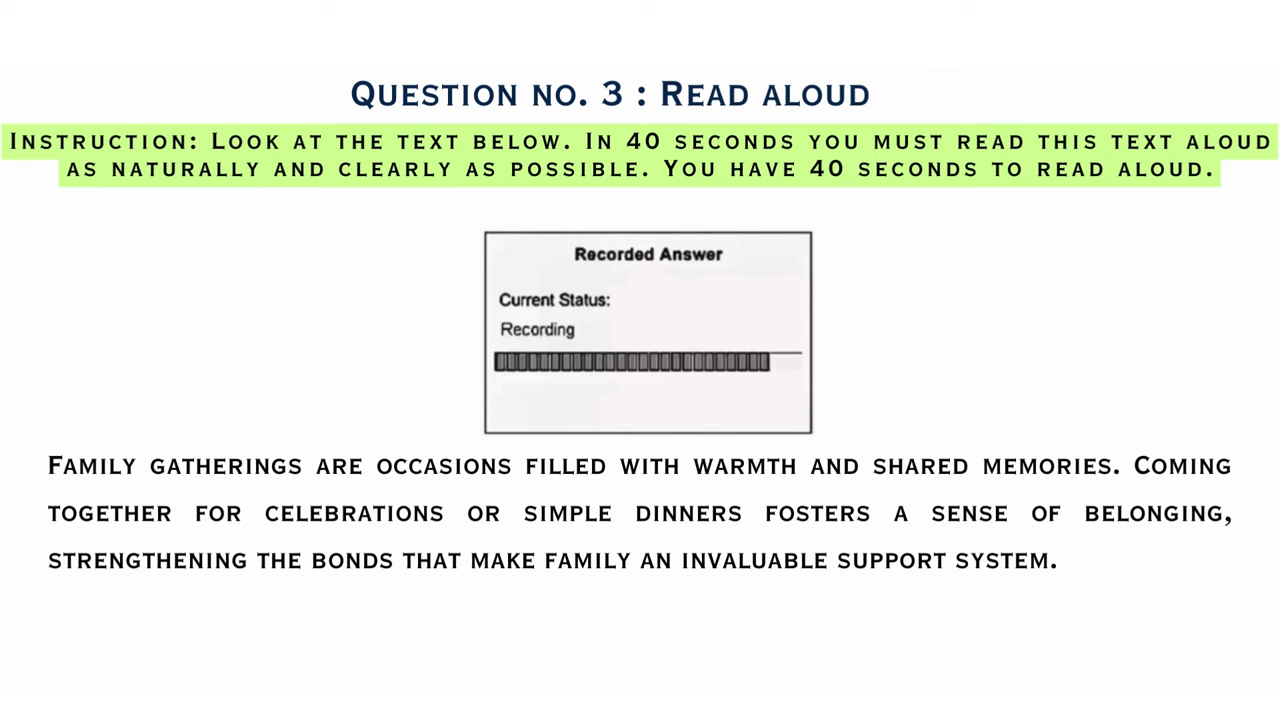 Question no. 3 : Read aloud
Instruction: Look at the text below. In 40 seconds you must read this text aloud
as naturally and clearly as possible. You have 40 seconds to read aloud.
Recorded Answer
Current Status:
Recording
Family gatherings are occasions filled with warmth and shared memories. Coming
together for celebrations or simple dinners fosters a sense of belonging,
strengthening the bonds that make family an invaluable support system.